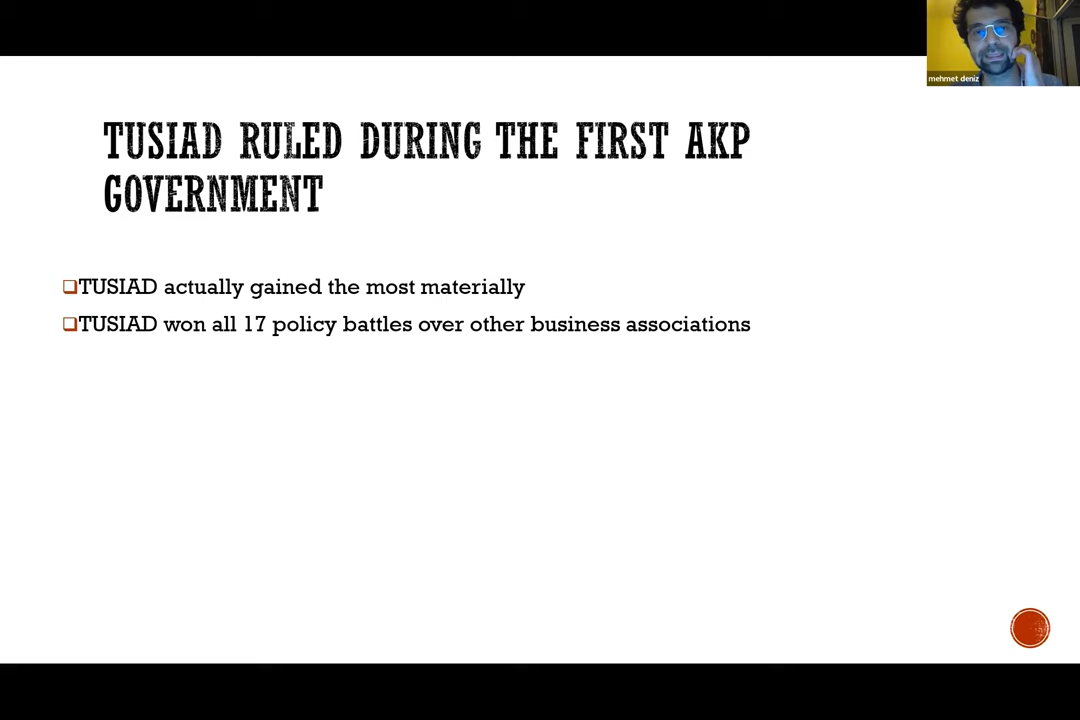 mehmet deniz
TUSIAD RULED DURING THE FIRST AKP
GOVERNMENT
TUSIAD actually gained the most materially
TUSIAD won all 17 policy battles over other business associations